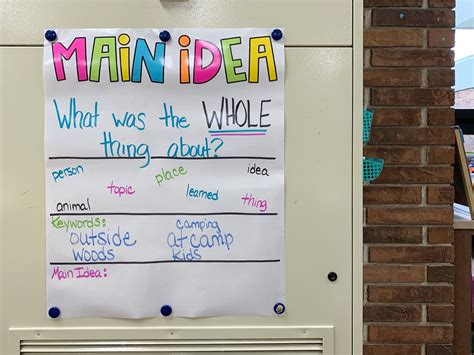 MAiN iDEA
What was the WHOLE
thing about?
person place idea
topic learned
animal thing
Keywords: camping
outside at camp
woods kids
Main Idea: